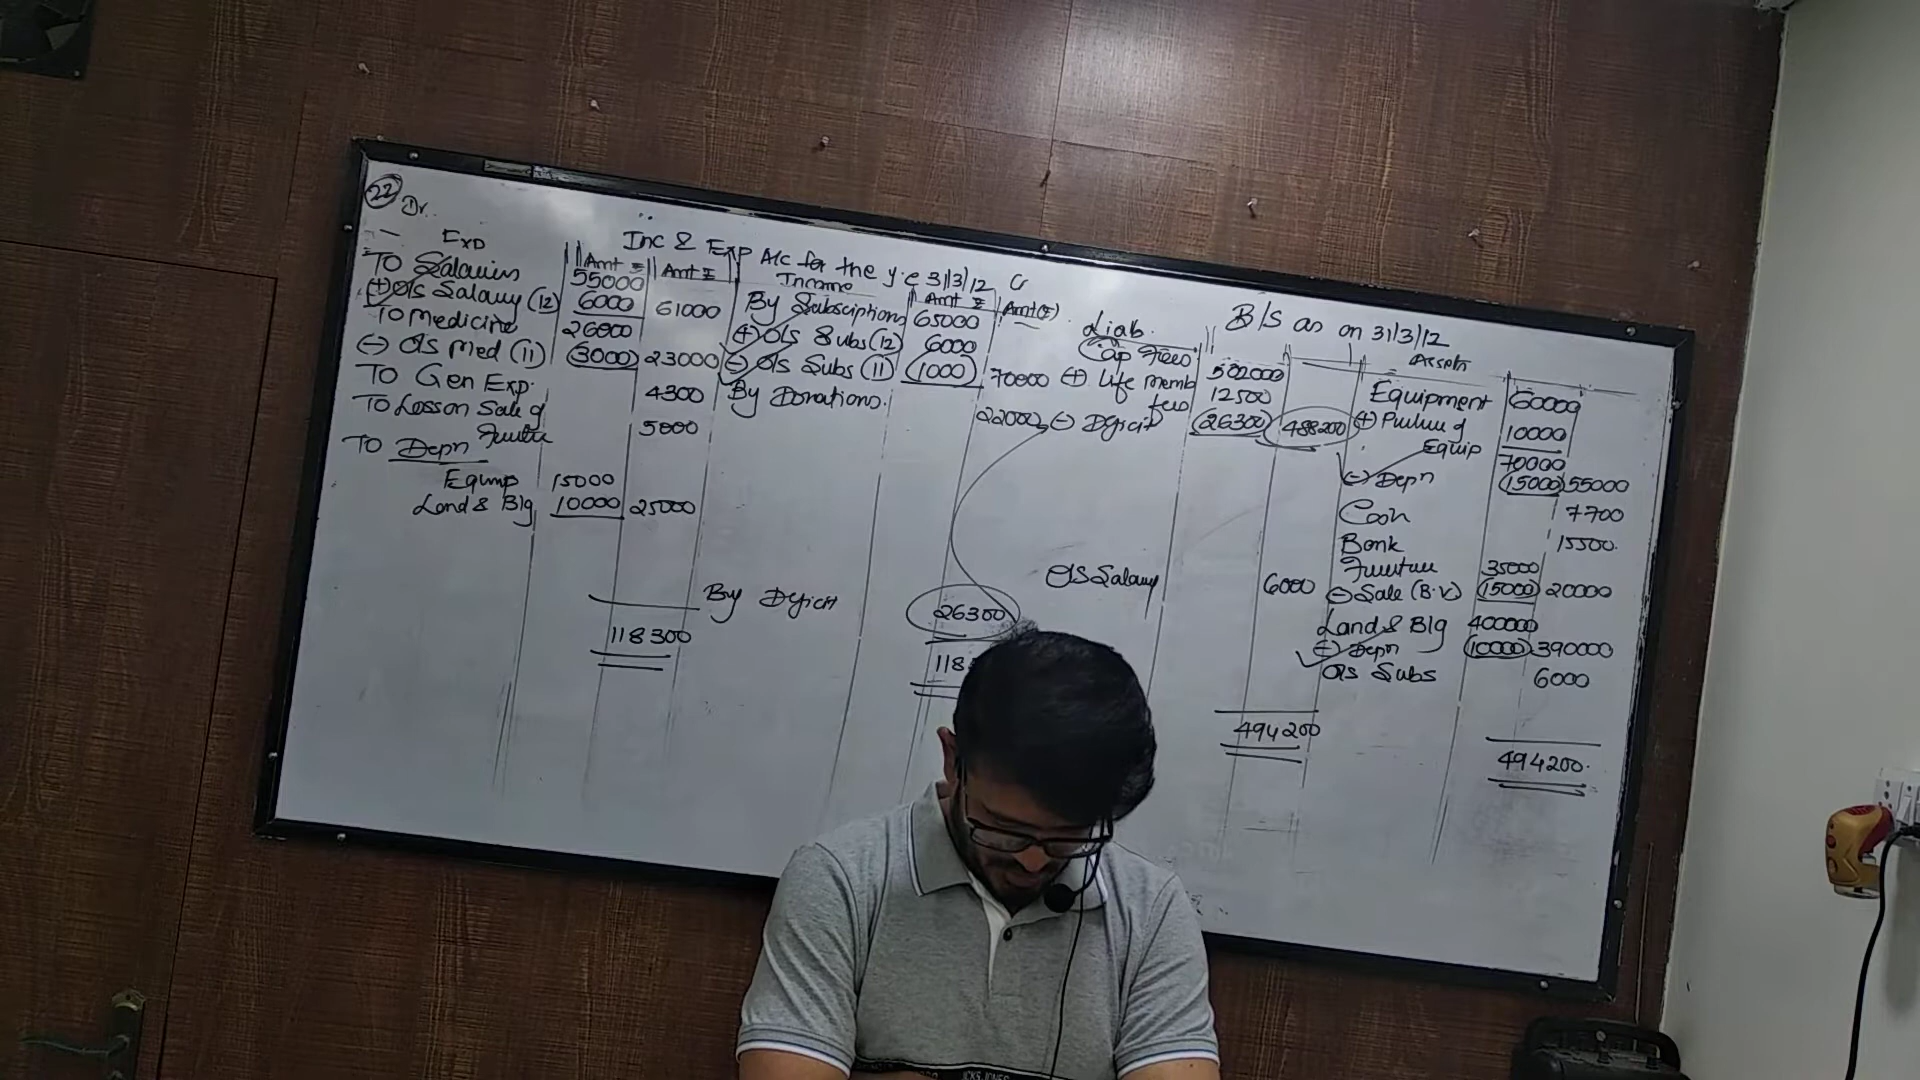 22
Dr.
Inc & Exp A/c for the y.e 31/3/12 Cr
Exp Amt ₹ Amt ₹
To Salaries 55000
(+) O/S Salary (12) 6000 61000
To Medicine 26000
(-) O/S Med (11) (3000) 23000
To Gen Exp. 4300
To Loss on Sale of
Furniture 5000
To Depn
Equip 15000
Land & Blg 10000 25000
118300
Income Amt ₹ Amt(₹)
By Subsciptions 65000
(+) O/S Subs (12) 6000
(-) O/S Subs (11) (1000) 70000
By Donations. 22000
By Deficit 26300
118
B/S as on 31/3/12
Liab.
Cap Fund 502000
(+) Life memb
fees 12500
(-) Deficit (26300) 488200
O/S Salary 6000
494200
Assets
Equipment 60000
(+) Purchase of
Equip 10000
70000
(-) Depn (15000) 55000
Cash 7700
Bank 15500.
Furniture 35000
(-) Sale (B.V) (15000) 20000
Land & Blg 400000
(-) Depn (10000) 390000
O/S Subs 6000
494200.